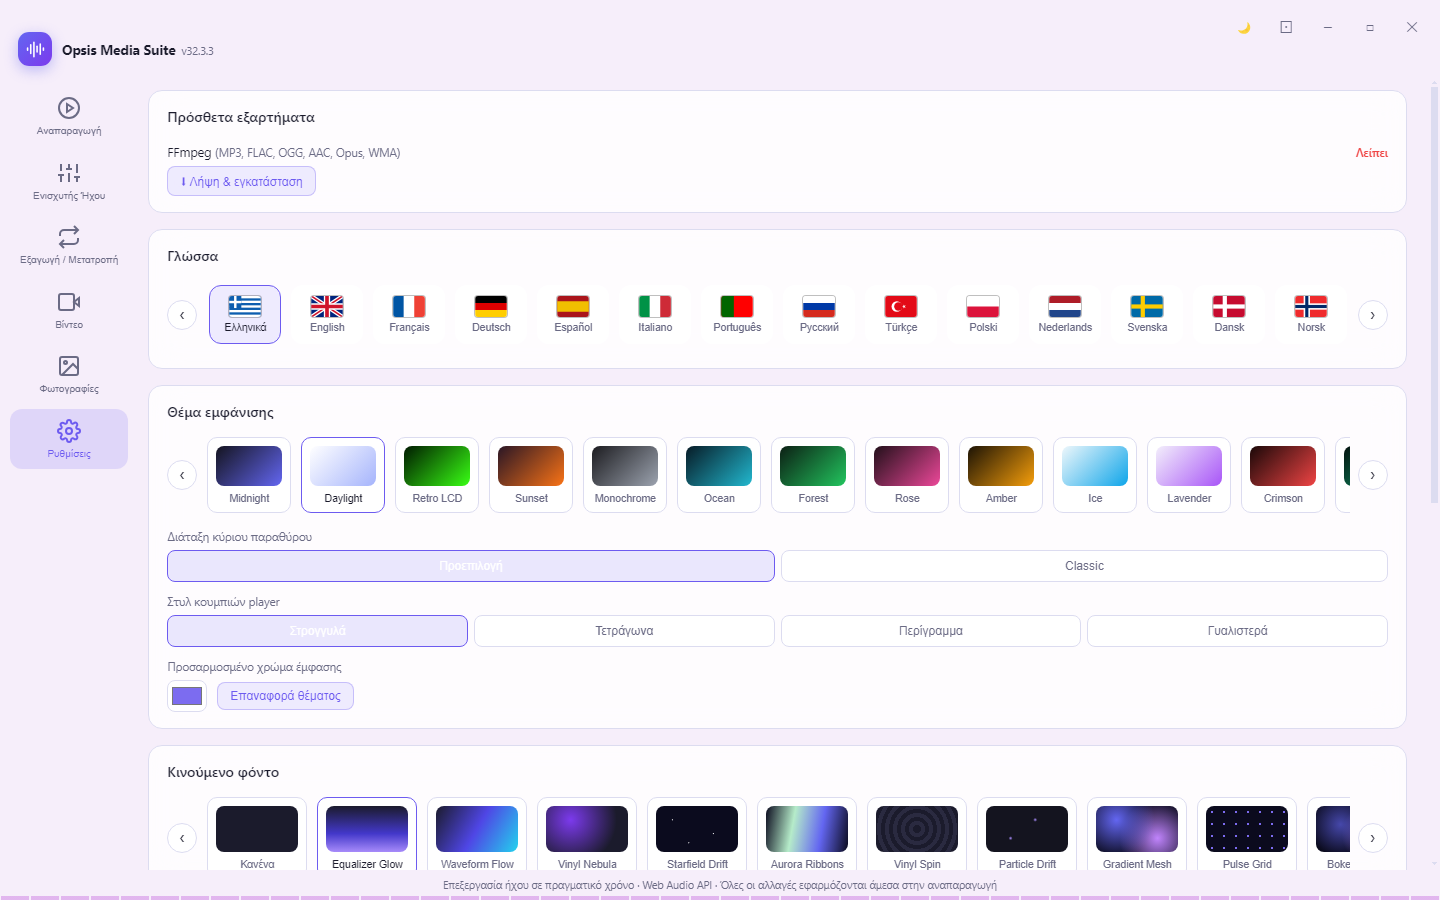 Opsis Media Suite v32.3.3
Αναπαραγωγή
Ενισχυτής Ήχου
Εξαγωγή / Μετατροπή
Βίντεο
Φωτογραφίες
Ρυθμίσεις
Πρόσθετα εξαρτήματα
FFmpeg (MP3, FLAC, OGG, AAC, Opus, WMA)
Λείπει
⬇ Λήψη & εγκατάσταση
Γλώσσα
Ελληνικά English Français Deutsch Español Italiano Português Русский Türkçe Polski Nederlands Svenska Dansk Norsk
Θέμα εμφάνισης
Midnight Daylight Retro LCD Sunset Monochrome Ocean Forest Rose Amber Ice Lavender Crimson
Διάταξη κύριου παραθύρου
Προεπιλογή Classic
Στυλ κουμπιών player
Στρογγυλά Τετράγωνα Περίγραμμα Γυαλιστερά
Προσαρμοσμένο χρώμα έμφασης
Επαναφορά θέματος
Κινούμενο φόντο
Κανένα Equalizer Glow Waveform Flow Vinyl Nebula Starfield Drift Aurora Ribbons Vinyl Spin Particle Drift Gradient Mesh Pulse Grid Boke
Επεξεργασία ήχου σε πραγματικό χρόνο · Web Audio API · Όλες οι αλλαγές εφαρμόζονται άμεσα στην αναπαραγωγή